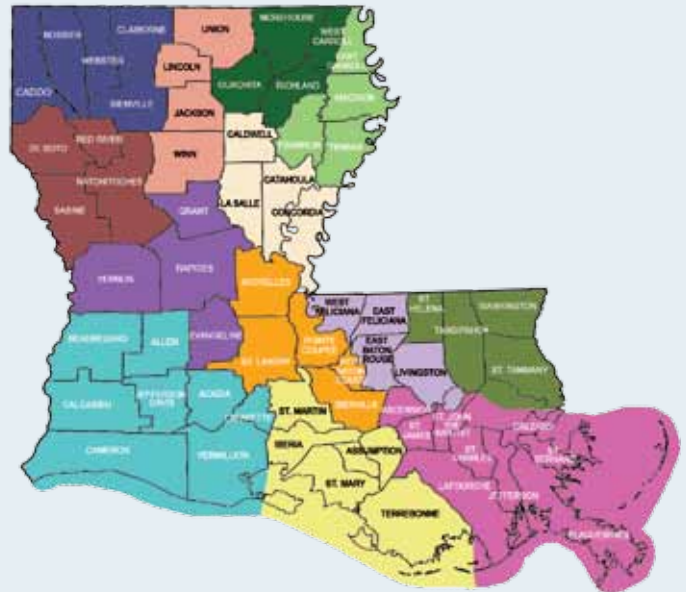 MOREHOUSE
UNION
CLAIBORNE
BOSSIER
WEST
CARROLL
EAST
CARROLL
WEBSTER
LINCOLN
OUACHITA
RICHLAND
MADISON
CADDO
BIENVILLE
JACKSON
CALDWELL
FRANKLIN
TENSAS
DE SOTO
RED RIVER
WINN
NATCHITOCHES
CATAHOULA
LA SALLE
CONCORDIA
SABINE
GRANT
RAPIDES
VERNON
AVOYELLES
WEST
FELICIANA
EAST
FELICIANA
ST.
HELENA
WASHINGTON
TANGIPAHOA
BEAUREGARD
ALLEN
EVANGELINE
ST. LANDRY
POINTE
COUPEE
EAST
BATON
ROUGE
LIVINGSTON
ST. TAMMANY
CALCASIEU
JEFFERSON
DAVIS
ACADIA
LAFAYETTE
ST. MARTIN
IBERVILLE
ASCENSION
ST. JOHN
ST.
JAMES
ORLEANS
ST.
BERNARD
CAMERON
VERMILLION
IBERIA
ASSUMPTION
ST.
CHARLES
ST. MARY
LAFOURCHE
JEFFERSON
TERREBONNE
PLAQUEMINES